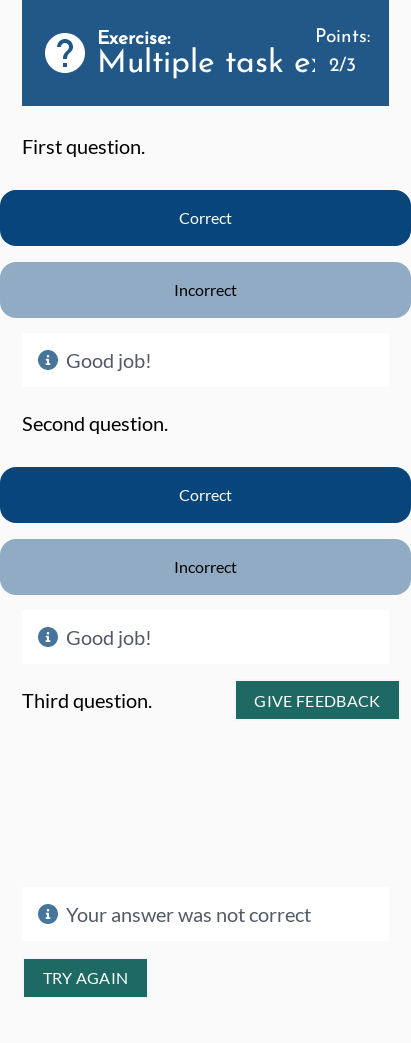 Exercise:
Points:
Multiple task ex
2/3
First question.
Correct
Incorrect
Good job!
Second question.
Correct
Incorrect
Good job!
Third question.
GIVE FEEDBACK
Your answer was not correct
TRY AGAIN